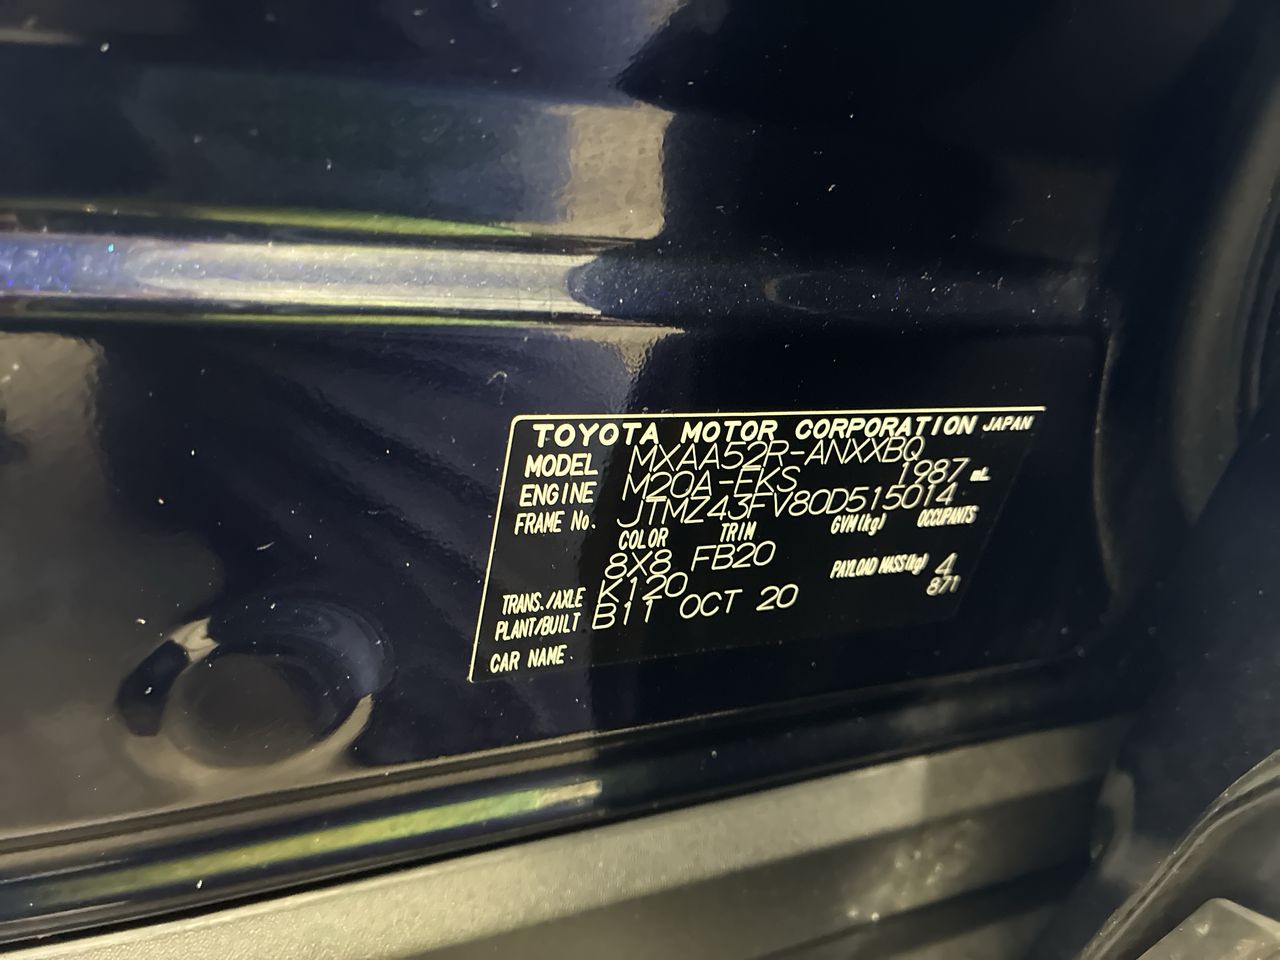 TOYOTA MOTOR CORPORATION JAPAN
MODEL MXAA52R-ANXXBQ
ENGINE M20A-FKS 1987 mL
FRAME No. JTMZ43FV80D515014
COLOR TRIM GVM(kg) OCCUPANTS
8X8 FB20 4
TRANS./AXLE K120 PAYLOAD MASS(kg) 871
PLANT/BUILT B11 OCT 20
CAR NAME